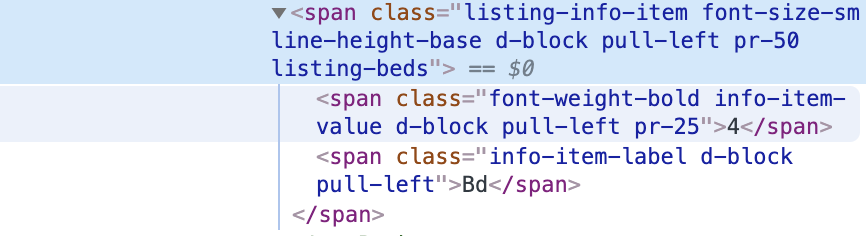 ▼<span class="listing-info-item font-size-sm
line-height-base d-block pull-left pr-50
listing-beds"> == $0
<span class="font-weight-bold info-item-
value d-block pull-left pr-25">4</span>
<span class="info-item-label d-block
pull-left">Bd</span>
</span>